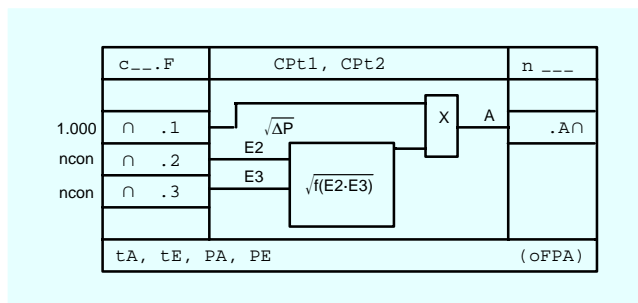 c__.F CPt1, CPt2 n ___
1.000 ∩ .1 √ΔP X A .A∩
ncon ∩ .2 E2
ncon ∩ .3 E3 √f(E2·E3)
tA, tE, PA, PE (oFPA)